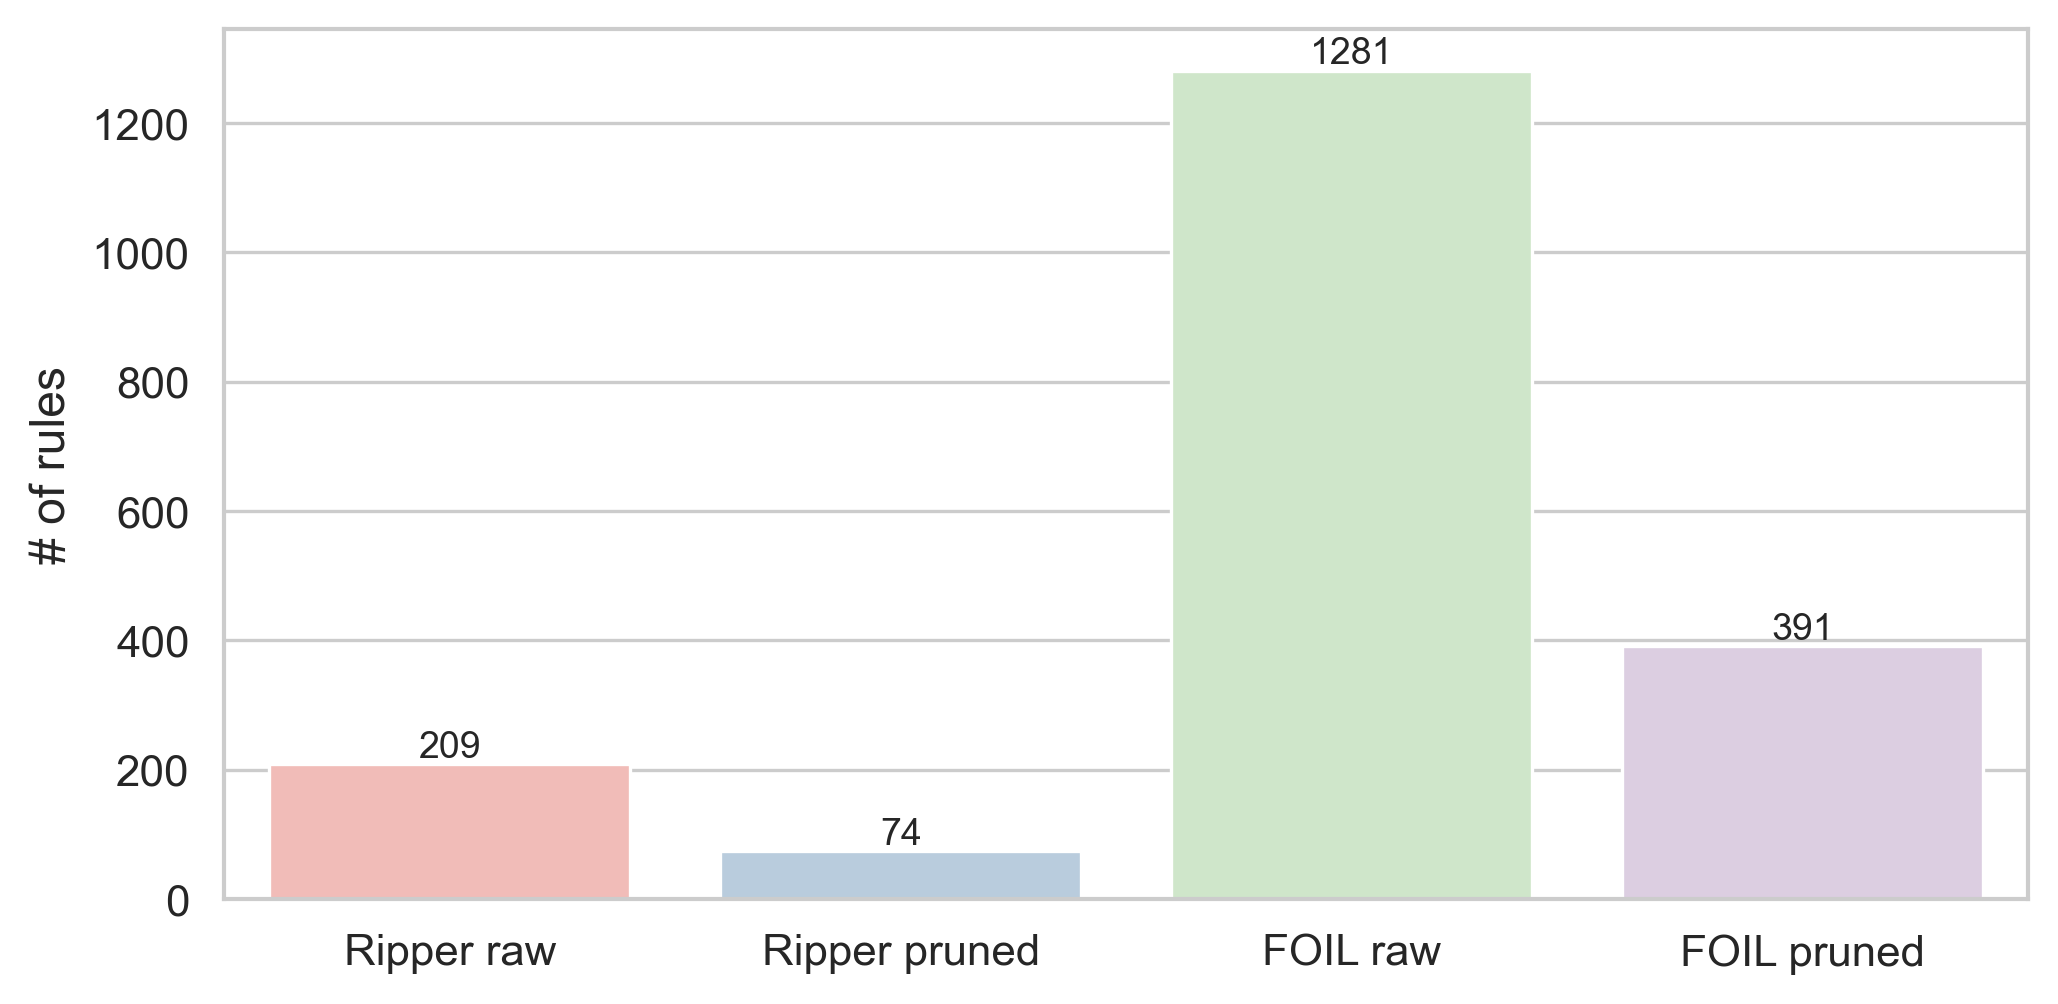 # of rules
1200
1000
800
600
400
200
0
209
74
1281
391
Ripper raw
Ripper pruned
FOIL raw
FOIL pruned